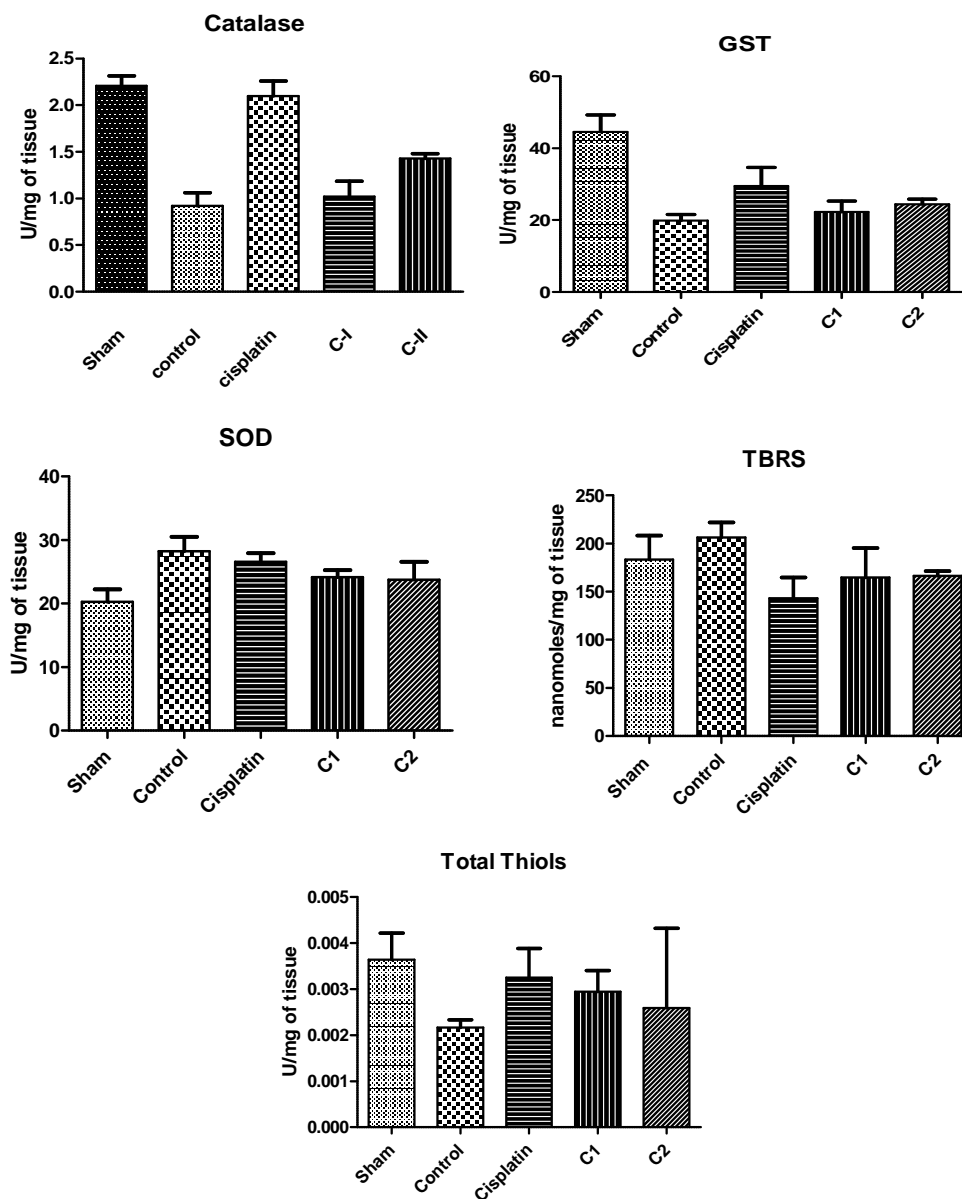 Catalase
U/mg of tissue
2.5
2.0
1.5
1.0
0.5
0.0
Sham
control
cisplatin
C-I
C-II
GST
U/mg of tissue
60
40
20
0
Sham
Control
Cisplatin
C1
C2
SOD
U/mg of tissue
40
30
20
10
0
Sham
Control
Cisplatin
C1
C2
TBRS
nanomoles/mg of tissue
250
200
150
100
50
0
Sham
Control
Cisplatin
C1
C2
Total Thiols
U/mg of tissue
0.005
0.004
0.003
0.002
0.001
0.000
Sham
Control
Cisplatin
C1
C2